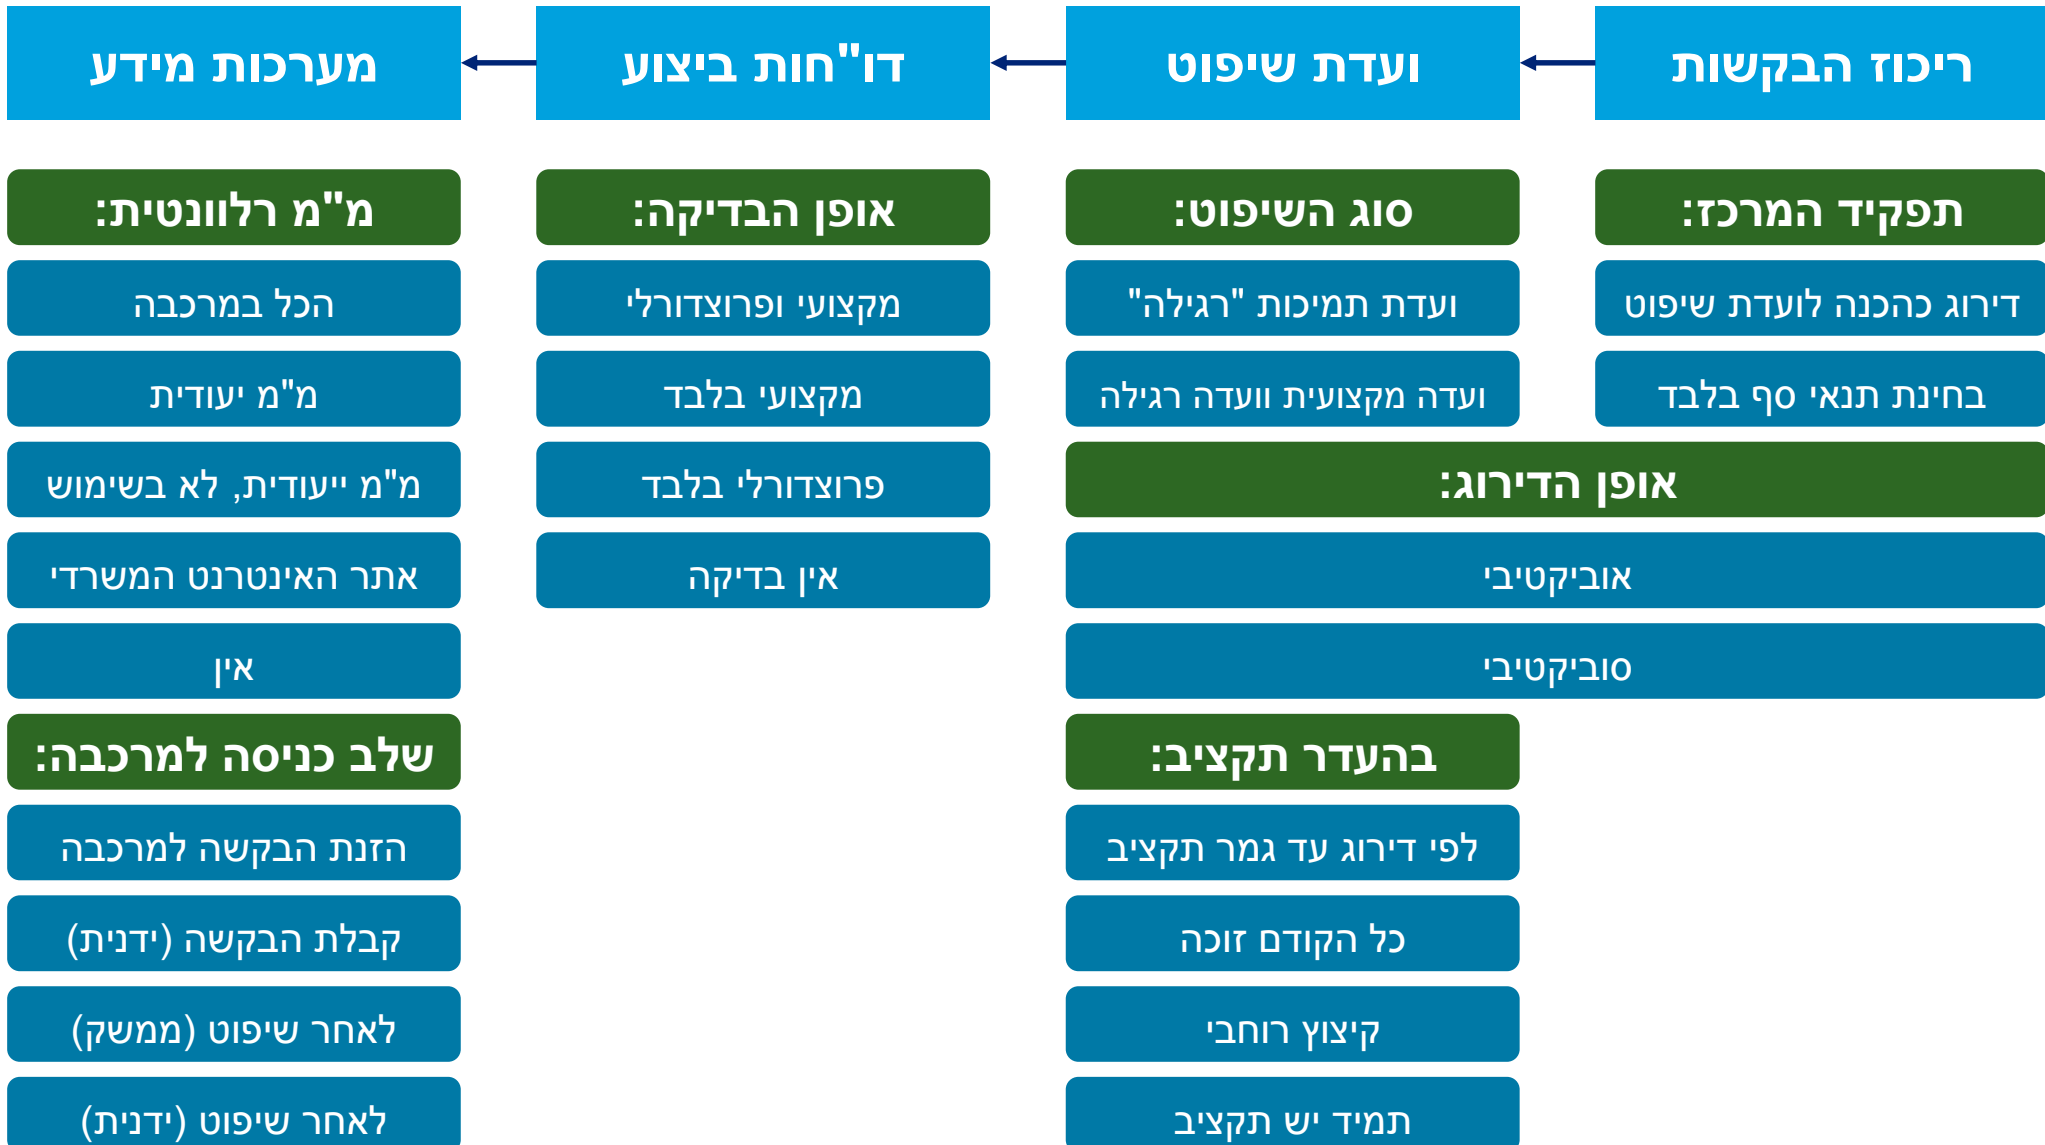 ריכוז הבקשות
ועדת שיפוט
דו"חות ביצוע
מערכות מידע
תפקיד המרכז:
דירוג כהכנה לועדת שיפוט
בחינת תנאי סף בלבד
סוג השיפוט:
ועדת תמיכות "רגילה"
ועדה מקצועית וועדה רגילה
אופן הדירוג:
אוביקטיבי
סוביקטיבי
בהעדר תקציב:
לפי דירוג עד גמר תקציב
כל הקודם זוכה
קיצוץ רוחבי
תמיד יש תקציב
אופן הבדיקה:
מקצועי ופרוצדורלי
מקצועי בלבד
פרוצדורלי בלבד
אין בדיקה
מ"מ רלוונטית:
הכל במרכבה
מ"מ יעודית
מ"מ ייעודית, לא בשימוש
אתר האינטרנט המשרדי
אין
שלב כניסה למרכבה:
הזנת הבקשה למרכבה
קבלת הבקשה (ידנית)
לאחר שיפוט (ממשק)
לאחר שיפוט (ידנית)